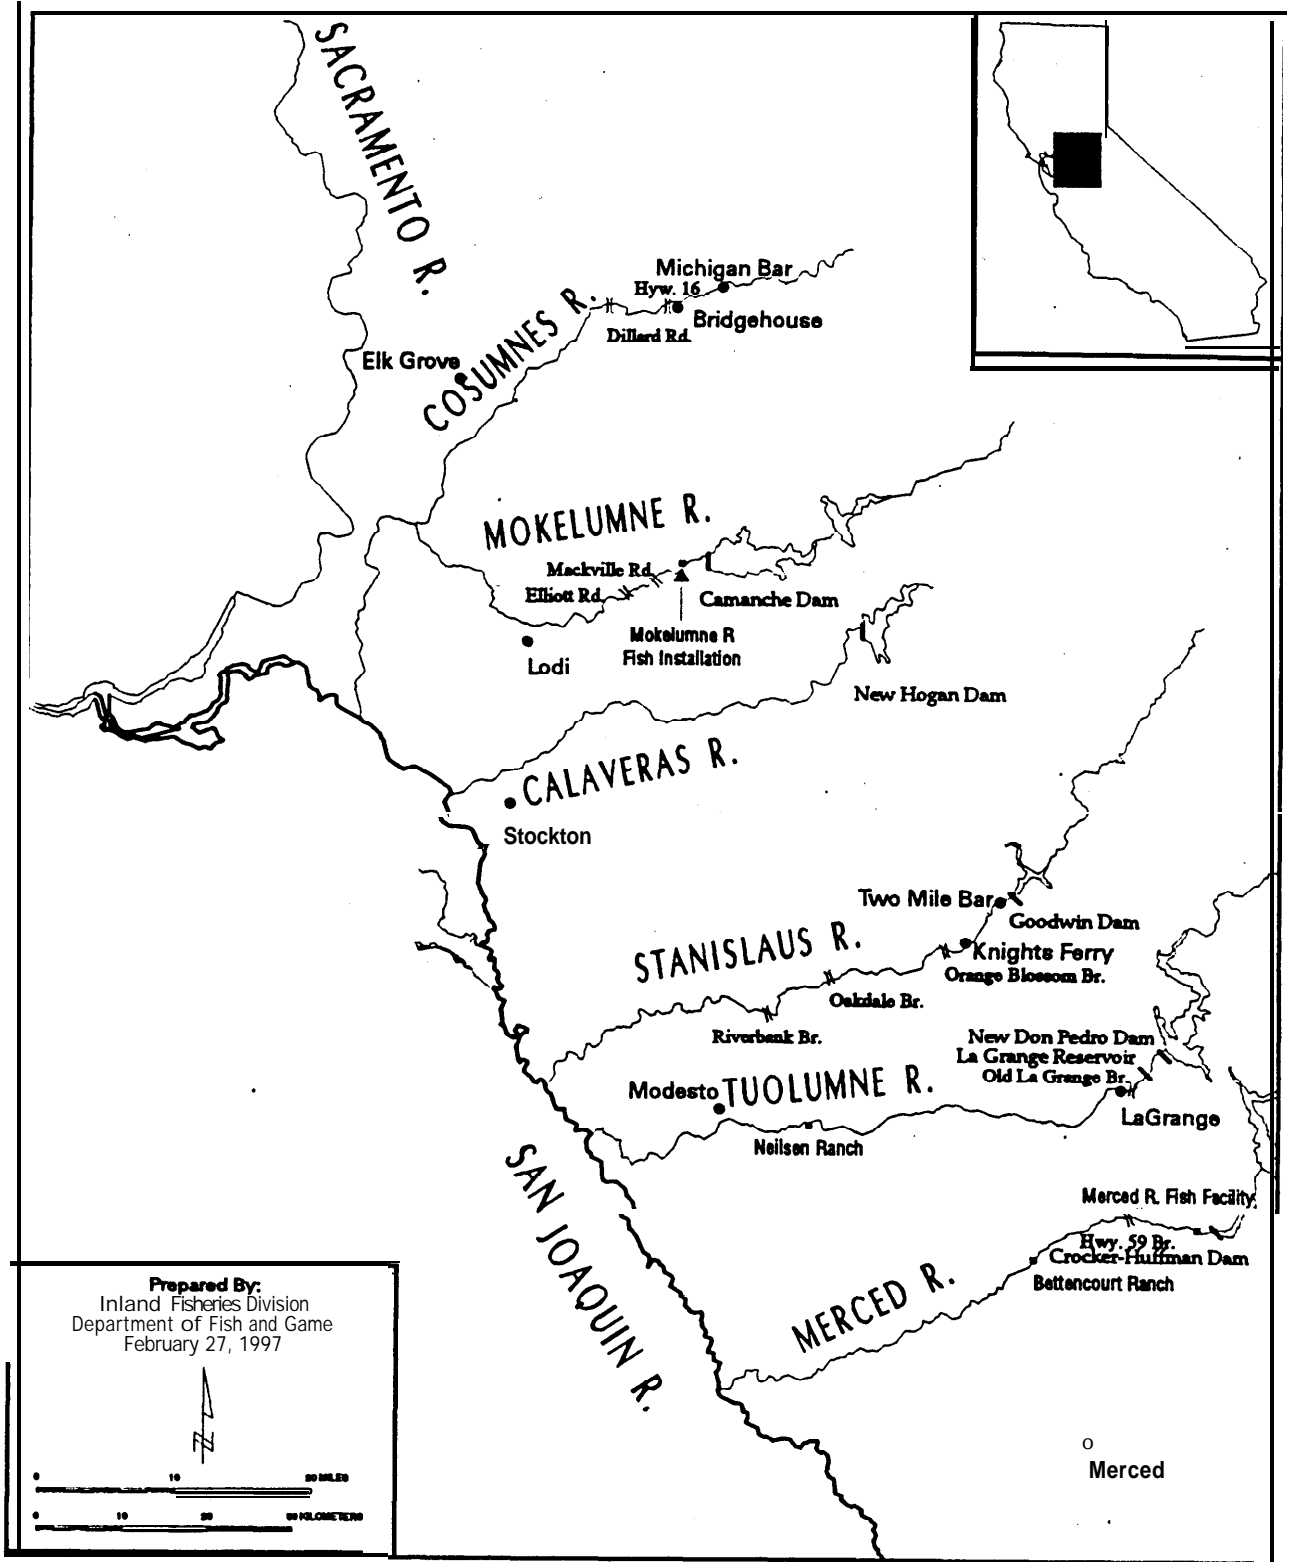 SACRAMENTO R.
Michigan Bar
Hyw. 16
Bridgehouse
Dillard Rd.
COSUMNES R.
Elk Grove
MOKELUMNE R.
Mackville Rd.
Elliott Rd.
Camanche Dam
Mokelumne R
Fish Installation
Lodi
New Hogan Dam
CALAVERAS R.
Stockton
Two Mile Bar
Goodwin Dam
STANISLAUS R.
Knights Ferry
Orange Blossom Br.
Oakdale Br.
Riverbank Br.
New Don Pedro Dam
La Grange Reservoir
Old La Grange Br.
Modesto
TUOLUMNE R.
LaGrange
Neilsen Ranch
SAN JOAQUIN R.
Merced R. Fish Facility
Hwy. 59 Br.
Crocker-Huffman Dam
Bettencourt Ranch
MERCED R.
Merced
Prepared By:
Inland Fisheries Division
Department of Fish and Game
February 27, 1997
N
0 10 20 MILES
0 10 20 30 KILOMETERS